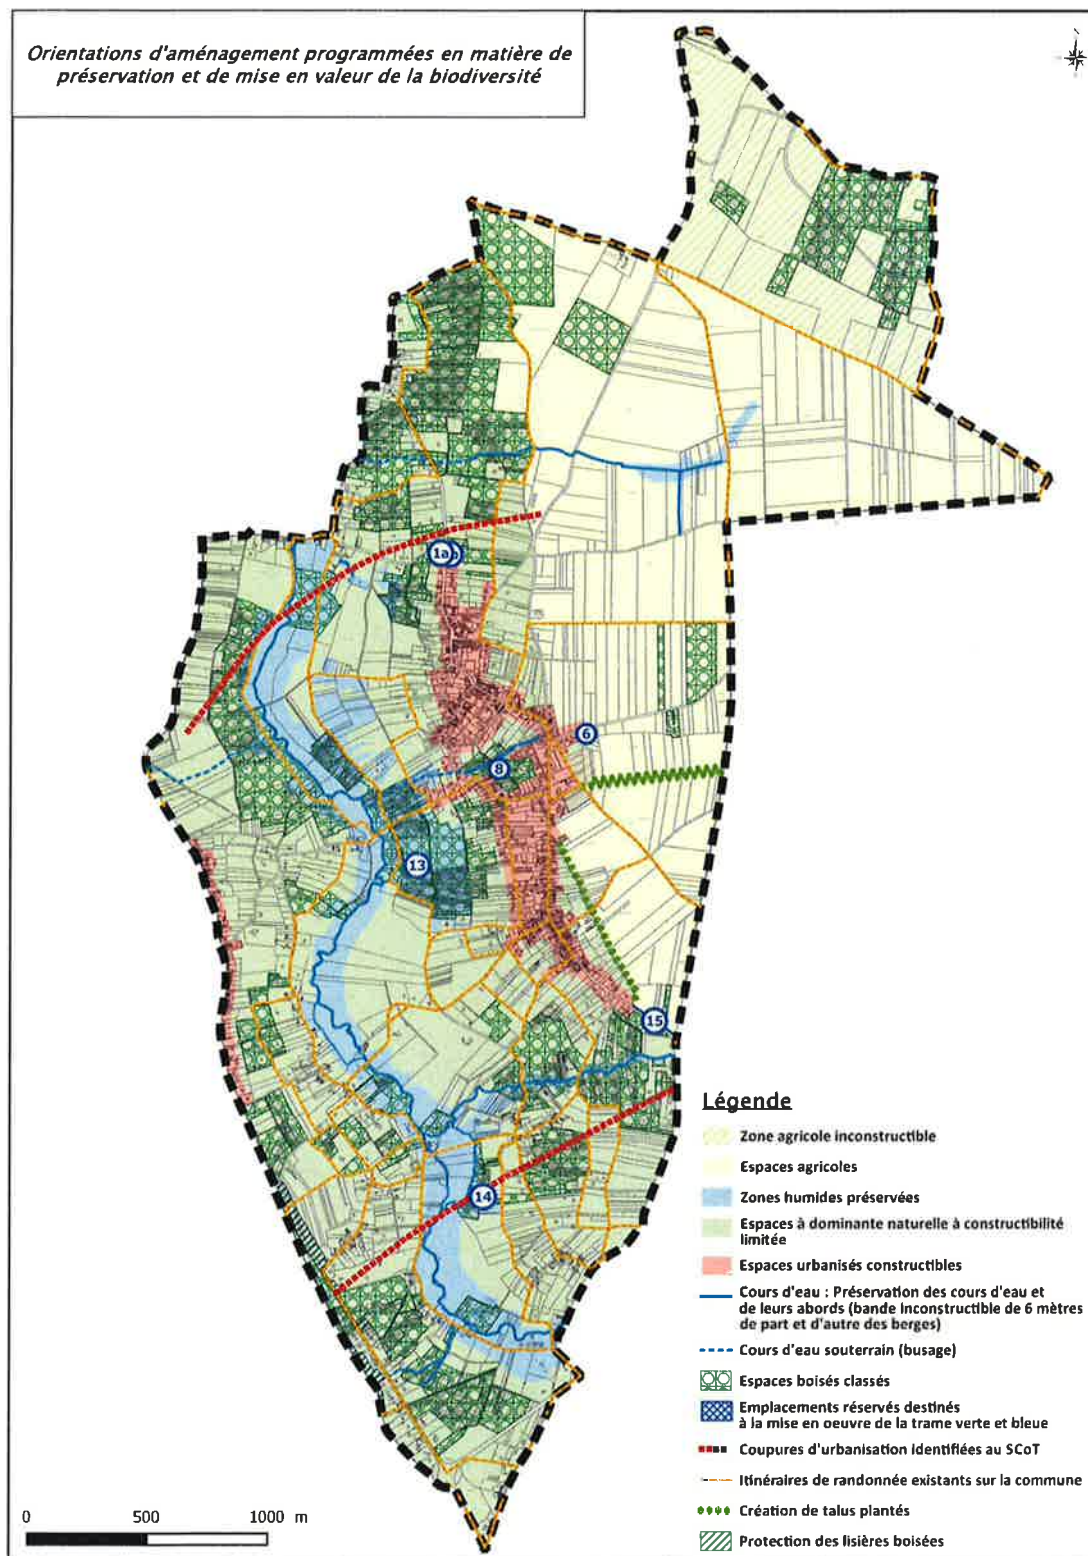 Orientations d'aménagement programmées en matière de
préservation et de mise en valeur de la biodiversité
1a
6
8
13
15
14
Légende
Zone agricole inconstructible
Espaces agricoles
Zones humides préservées
Espaces à dominante naturelle à constructibilité
limitée
Espaces urbanisés constructibles
Cours d'eau : Préservation des cours d'eau et
de leurs abords (bande inconstructible de 6 mètres
de part et d'autre des berges)
Cours d'eau souterrain (busage)
Espaces boisés classés
Emplacements réservés destinés
à la mise en oeuvre de la trame verte et bleue
Coupures d'urbanisation identifiées au SCoT
Itinéraires de randonnée existants sur la commune
Création de talus plantés
Protection des lisières boisées
0 500 1000 m